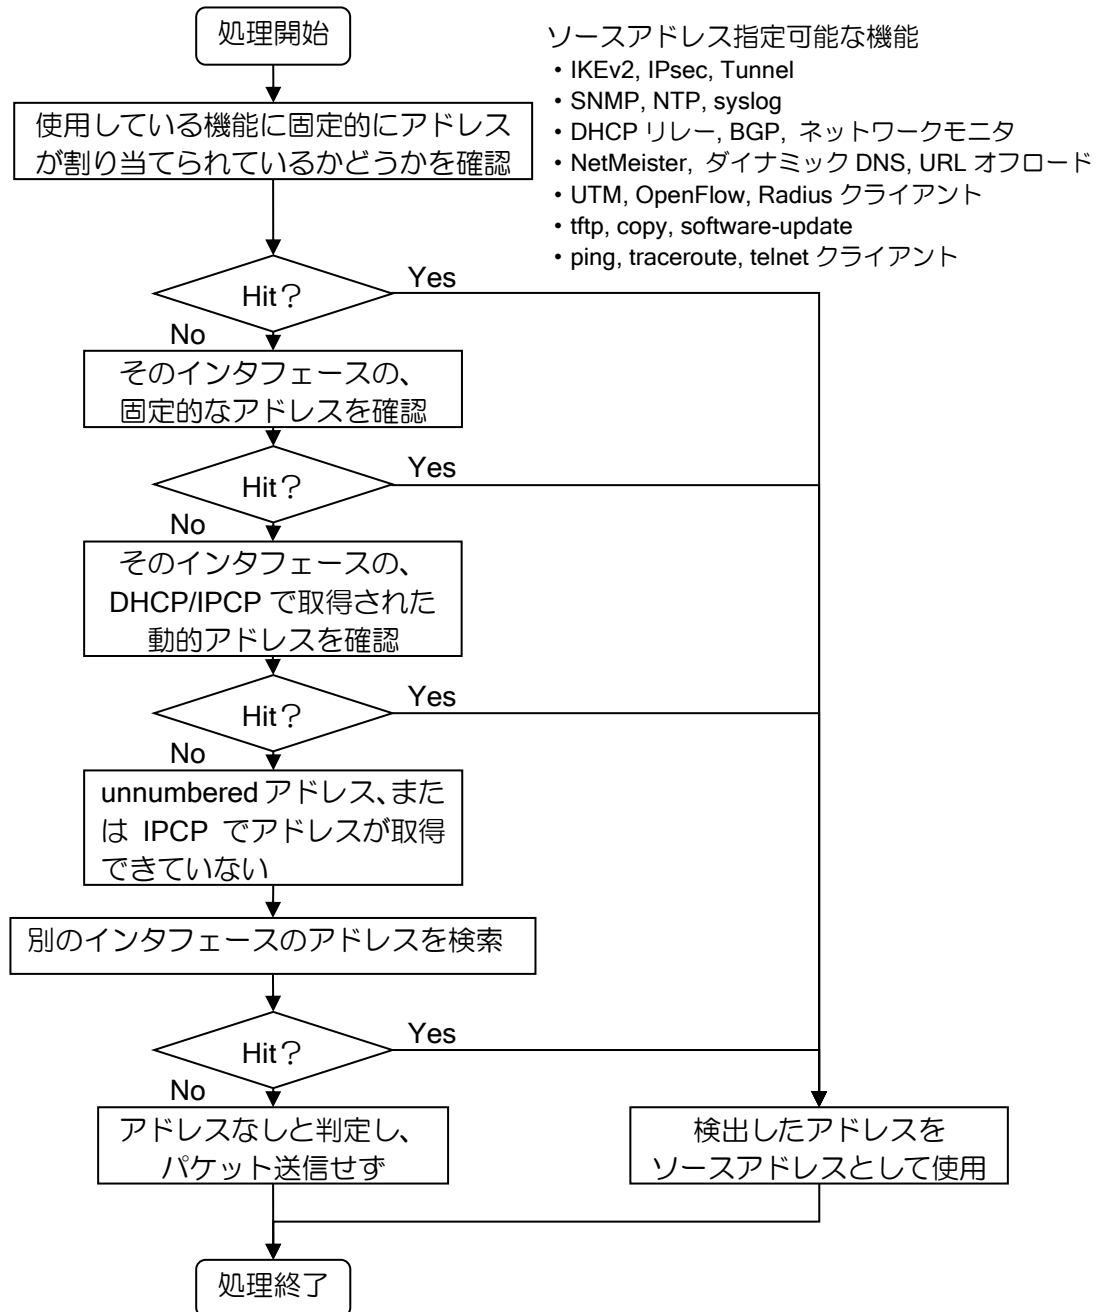 処理開始
ソースアドレス指定可能な機能
・IKEv2, IPsec, Tunnel
・SNMP, NTP, syslog
・DHCP リレー, BGP, ネットワークモニタ
・NetMeister, ダイナミック DNS, URL オフロード
・UTM, OpenFlow, Radius クライアント
・tftp, copy, software-update
・ping, traceroute, telnet クライアント
使用している機能に固定的にアドレス
が割り当てられているかどうかを確認
Hit?
Yes
No
そのインタフェースの、
固定的なアドレスを確認
Hit?
Yes
No
そのインタフェースの、
DHCP/IPCP で取得された
動的アドレスを確認
Hit?
Yes
No
unnumbered アドレス、また
は IPCP でアドレスが取得
できていない
別のインタフェースのアドレスを検索
Hit?
Yes
No
アドレスなしと判定し、
パケット送信せず
検出したアドレスを
ソースアドレスとして使用
処理終了